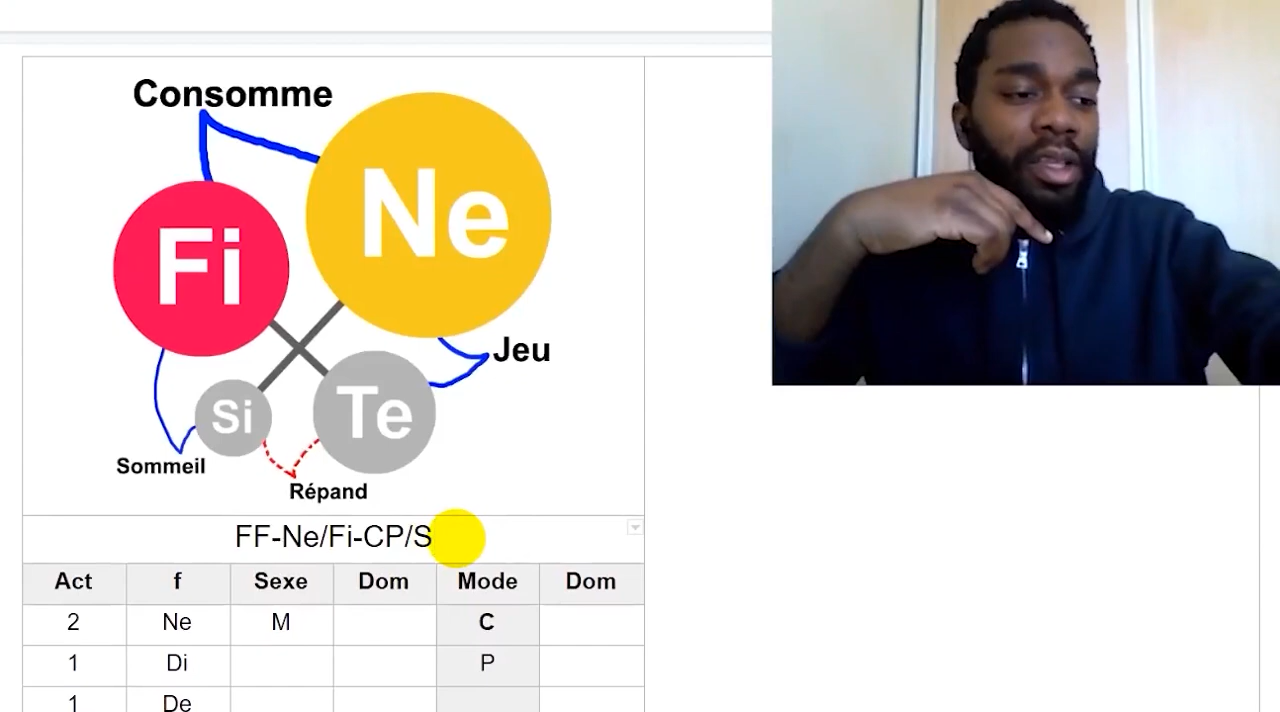 Consomme
Ne
Fi
Jeu
Si
Te
Sommeil
Répand
FF-Ne/Fi-CP/S
Act f Sexe Dom Mode Dom
2 Ne M C
1 Di P
1 De